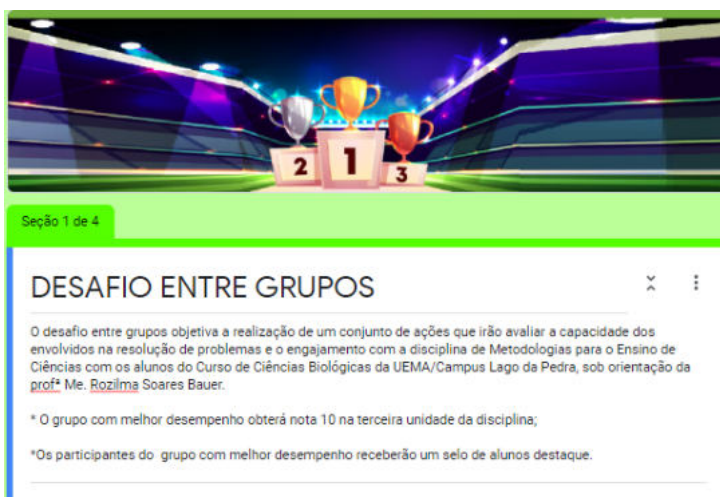 2 1 3
Seção 1 de 4
DESAFIO ENTRE GRUPOS
O desafio entre grupos objetiva a realização de um conjunto de ações que irão avaliar a capacidade dos
envolvidos na resolução de problemas e o engajamento com a disciplina de Metodologias para o Ensino de
Ciências com os alunos do Curso de Ciências Biológicas da UEMA/Campus Lago da Pedra, sob orientação da
profª Me. Rozilma Soares Bauer.
* O grupo com melhor desempenho obterá nota 10 na terceira unidade da disciplina;
*Os participantes do grupo com melhor desempenho receberão um selo de alunos destaque.